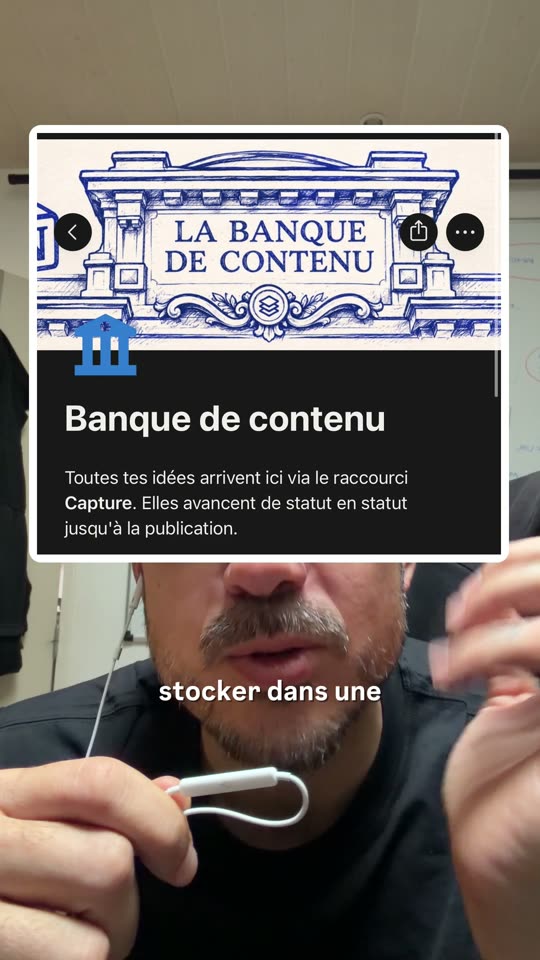 LA BANQUE
DE CONTENU
Banque de contenu
Toutes tes idées arrivent ici via le raccourci
Capture. Elles avancent de statut en statut
jusqu'à la publication.
stocker dans une